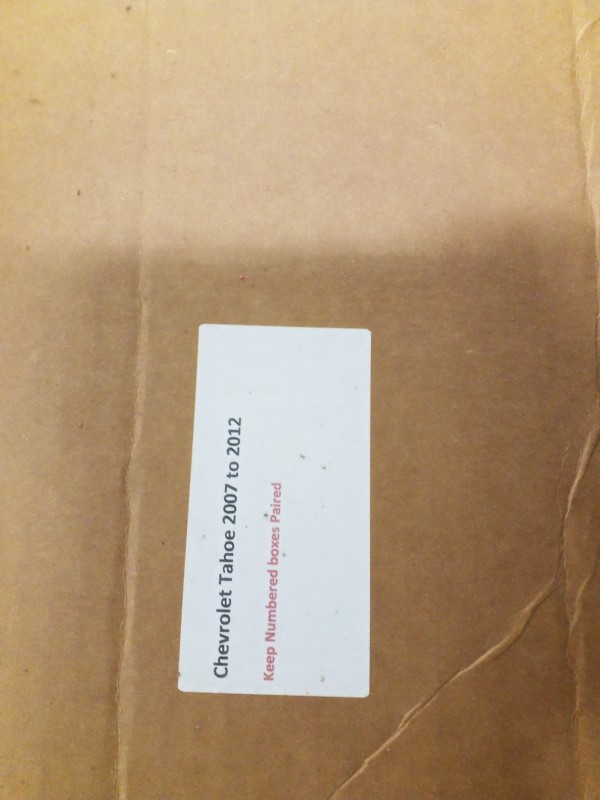 Chevrolet Tahoe 2007 to 2012
Keep Numbered boxes Paired